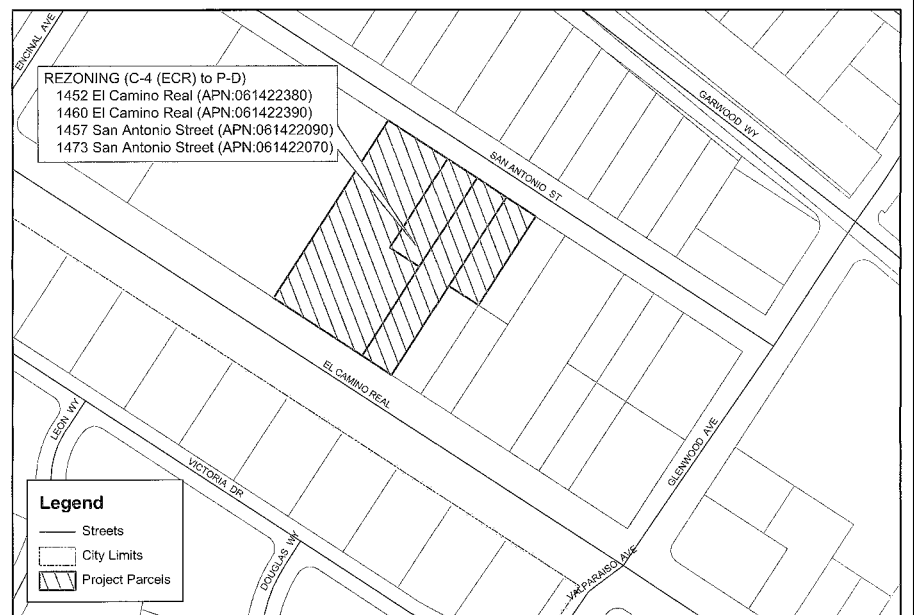 ENCINAL AVE
REZONING (C-4 (ECR) to P-D)
1452 El Camino Real (APN:061422380)
1460 El Camino Real (APN:061422390)
1457 San Antonio Street (APN:061422090)
1473 San Antonio Street (APN:061422070)
GARWOOD WY
SAN ANTONIO ST
EL CAMINO REAL
LEON WY
VICTORIA DR
GLENWOOD AVE
DOUGLAS WY
VALPARAISO AVE
Legend
Streets
City Limits
Project Parcels